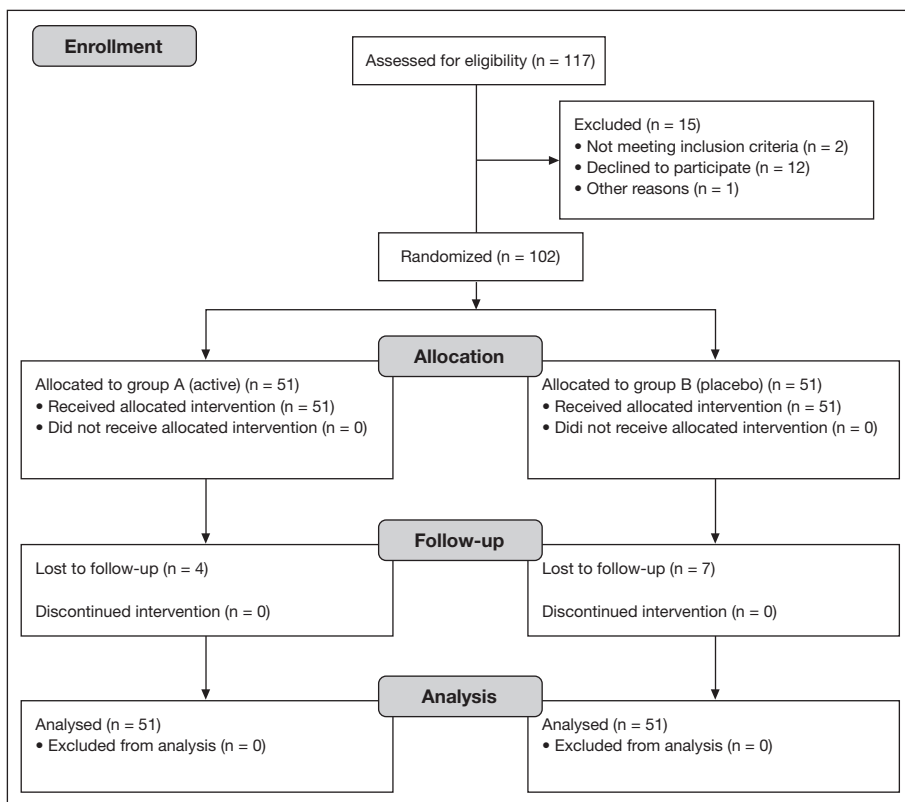 Enrollment
Assessed for eligibility (n = 117)
Excluded (n = 15)
• Not meeting inclusion criteria (n = 2)
• Declined to participate (n = 12)
• Other reasons (n = 1)
Randomized (n = 102)
Allocation
Allocated to group A (active) (n = 51)
• Received allocated intervention (n = 51)
• Did not receive allocated intervention (n = 0)
Allocated to group B (placebo) (n = 51)
• Received allocated intervention (n = 51)
• Didi not receive allocated intervention (n = 0)
Follow-up
Lost to follow-up (n = 4)
Discontinued intervention (n = 0)
Lost to follow-up (n = 7)
Discontinued intervention (n = 0)
Analysis
Analysed (n = 51)
• Excluded from analysis (n = 0)
Analysed (n = 51)
• Excluded from analysis (n = 0)